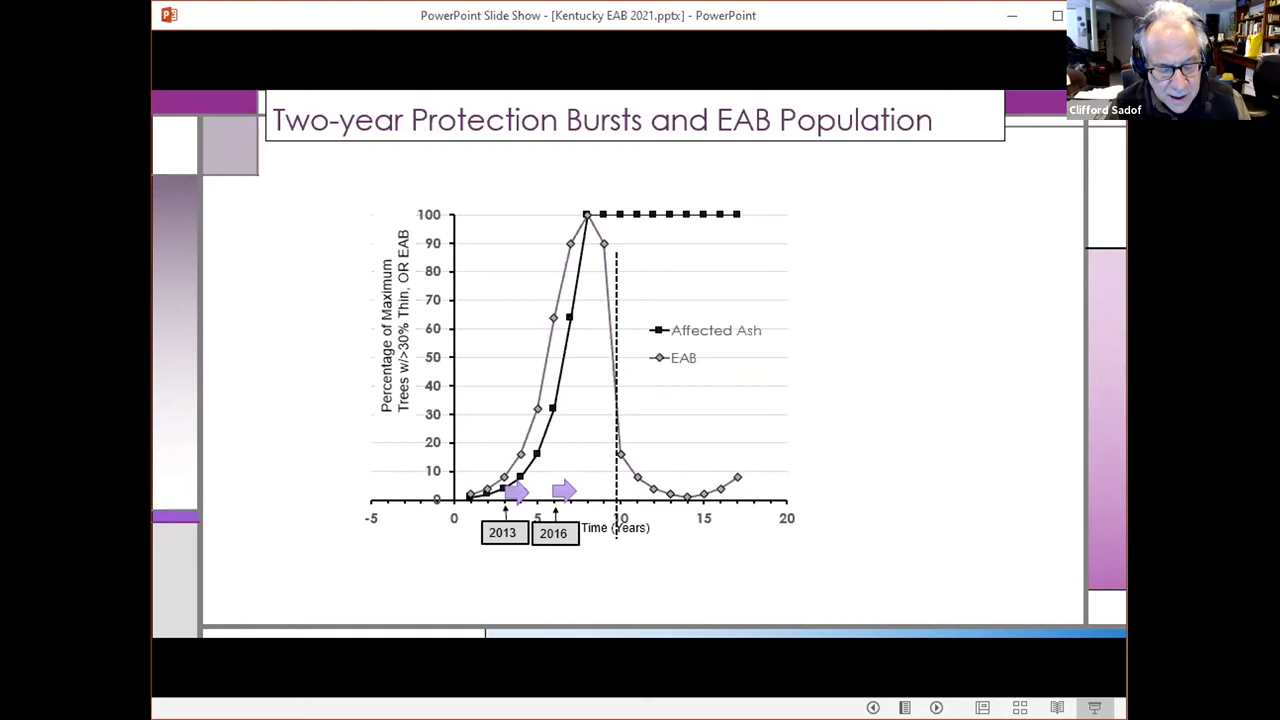 PowerPoint Slide Show - [Kentucky EAB 2021.pptx] - PowerPoint
Clifford Sadof
Two-year Protection Bursts and EAB Population
Percentage of Maximum
Trees w/>30% Thin, OR EAB
100
90
80
70
60
50
40
30
20
10
0
-5
0
5
10
15
20
Affected Ash
EAB
2013
2016
Time (years)